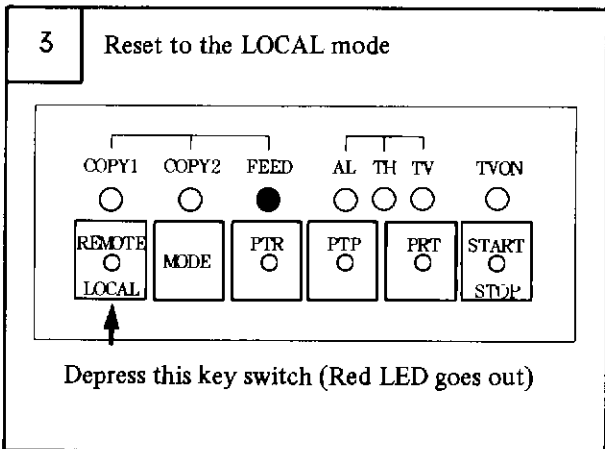 3 Reset to the LOCAL mode
COPY1 COPY2 FEED AL TH TV TVON
REMOTE PTR PTP PRT START
MODE
LOCAL STOP
Depress this key switch (Red LED goes out)